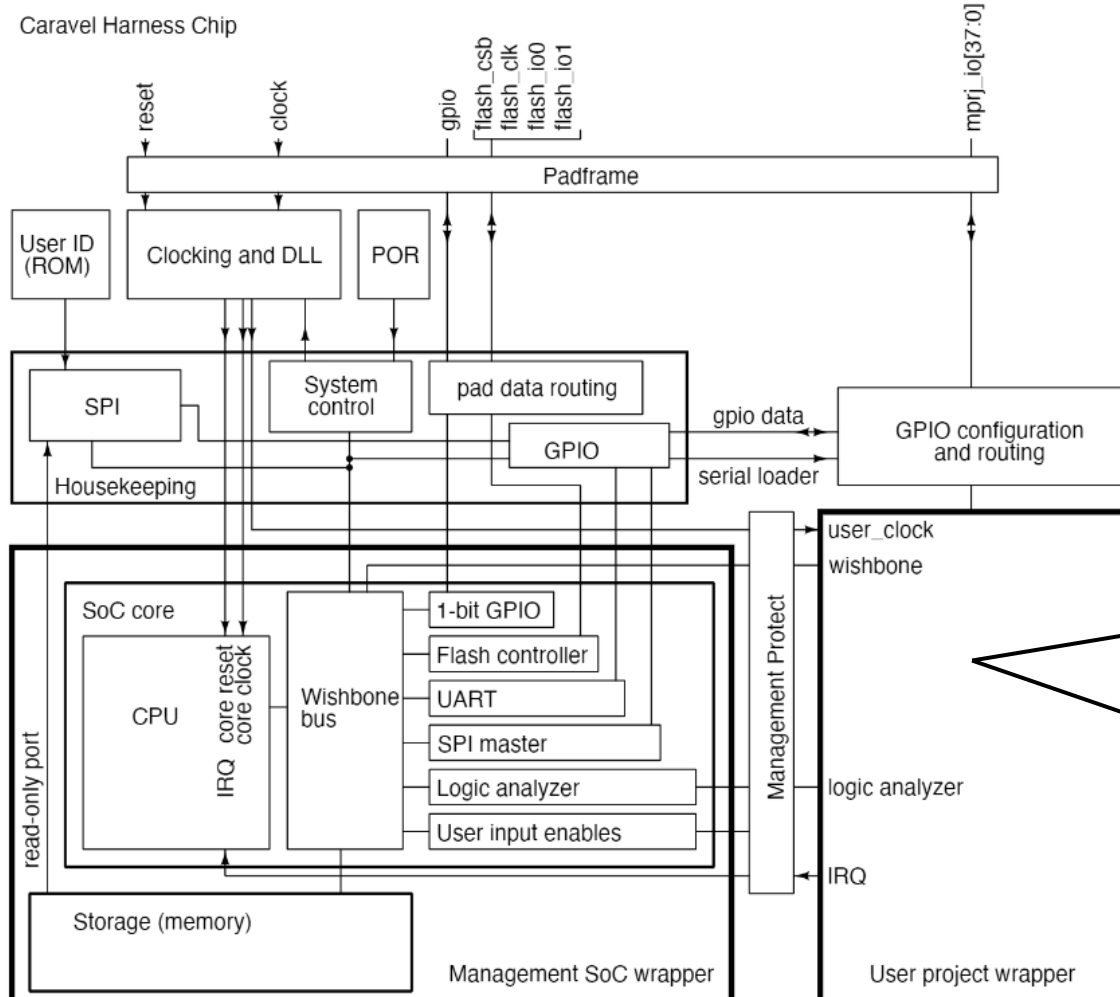 Caravel Harness Chip
reset
clock
gpio
flash_csb
flash_clk
flash_io0
flash_io1
mprj_io[37:0]
Padframe
User ID
(ROM)
Clocking and DLL
POR
SPI
System
control
pad data routing
GPIO
gpio data
serial loader
GPIO configuration
and routing
Housekeeping
user_clock
wishbone
SoC core
CPU
IRQ
core reset
core clock
Wishbone
bus
1-bit GPIO
Flash controller
UART
SPI master
Logic analyzer
User input enables
Management Protect
logic analyzer
IRQ
read-only port
Storage (memory)
Management SoC wrapper
User project wrapper